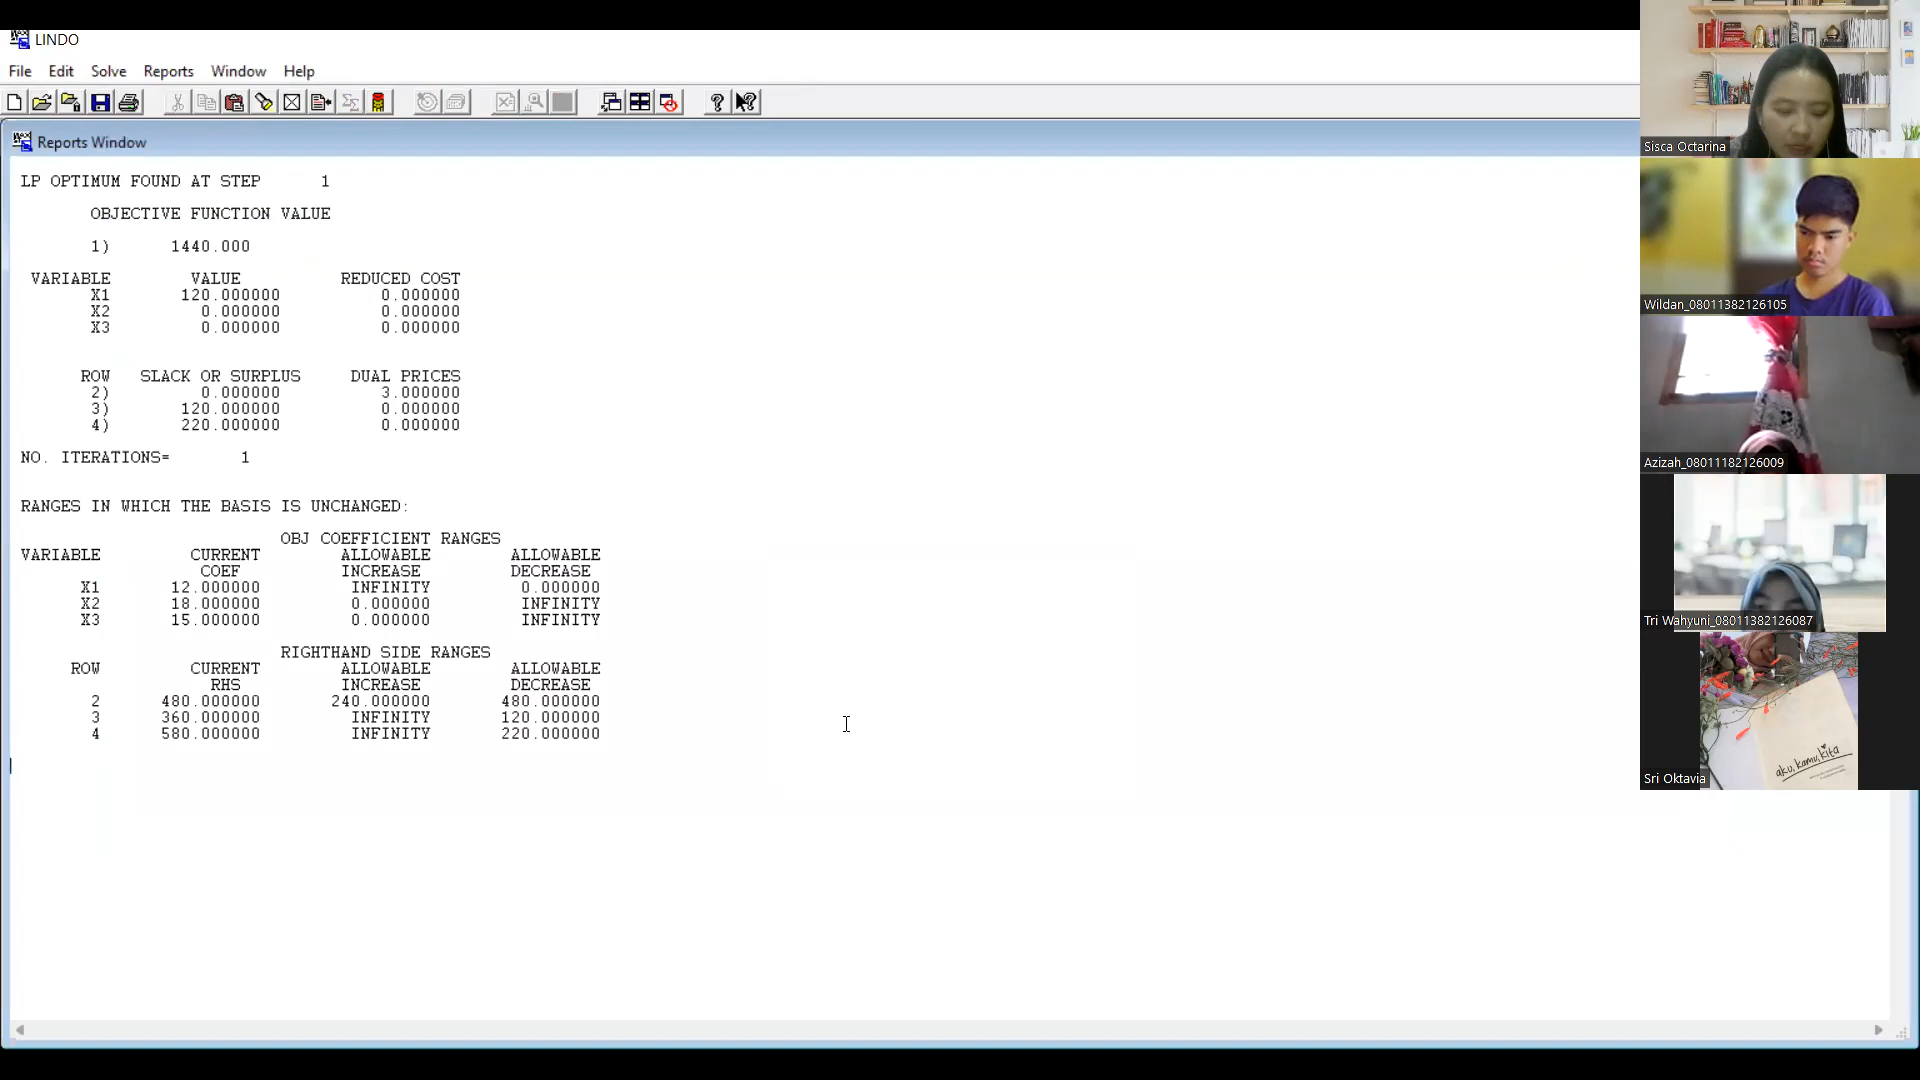 LINDO
File Edit Solve Reports Window Help
Reports Window
LP OPTIMUM FOUND AT STEP 1
OBJECTIVE FUNCTION VALUE
1) 1440.000
VARIABLE VALUE REDUCED COST
X1 120.000000 0.000000
X2 0.000000 0.000000
X3 0.000000 0.000000
ROW SLACK OR SURPLUS DUAL PRICES
2) 0.000000 3.000000
3) 120.000000 0.000000
4) 220.000000 0.000000
NO. ITERATIONS= 1
RANGES IN WHICH THE BASIS IS UNCHANGED:
OBJ COEFFICIENT RANGES
VARIABLE CURRENT ALLOWABLE ALLOWABLE
COEF INCREASE DECREASE
X1 12.000000 INFINITY 0.000000
X2 18.000000 0.000000 INFINITY
X3 15.000000 0.000000 INFINITY
RIGHTHAND SIDE RANGES
ROW CURRENT ALLOWABLE ALLOWABLE
RHS INCREASE DECREASE
2 480.000000 240.000000 480.000000
3 360.000000 INFINITY 120.000000
4 580.000000 INFINITY 220.000000
Sisca Octarina
Wildan_08011382126105
Azizah_08011182126009
Tri Wahyuni_08011382126087
aku, kamu, kita
Sri Oktavia